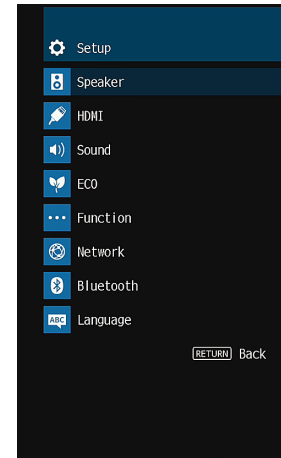 Setup
Speaker
HDMI
Sound
ECO
Function
Network
Bluetooth
ABC Language
RETURN Back